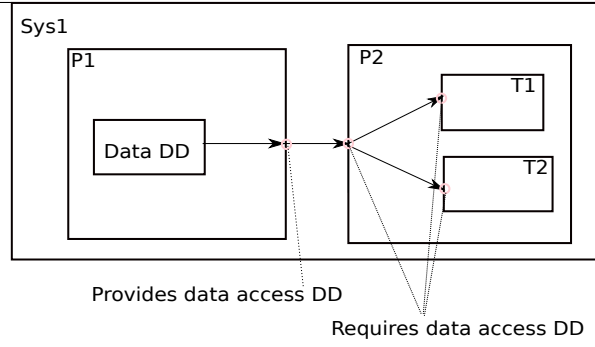 Sys1
P1
P2
T1
Data DD
T2
Provides data access DD
Requires data access DD